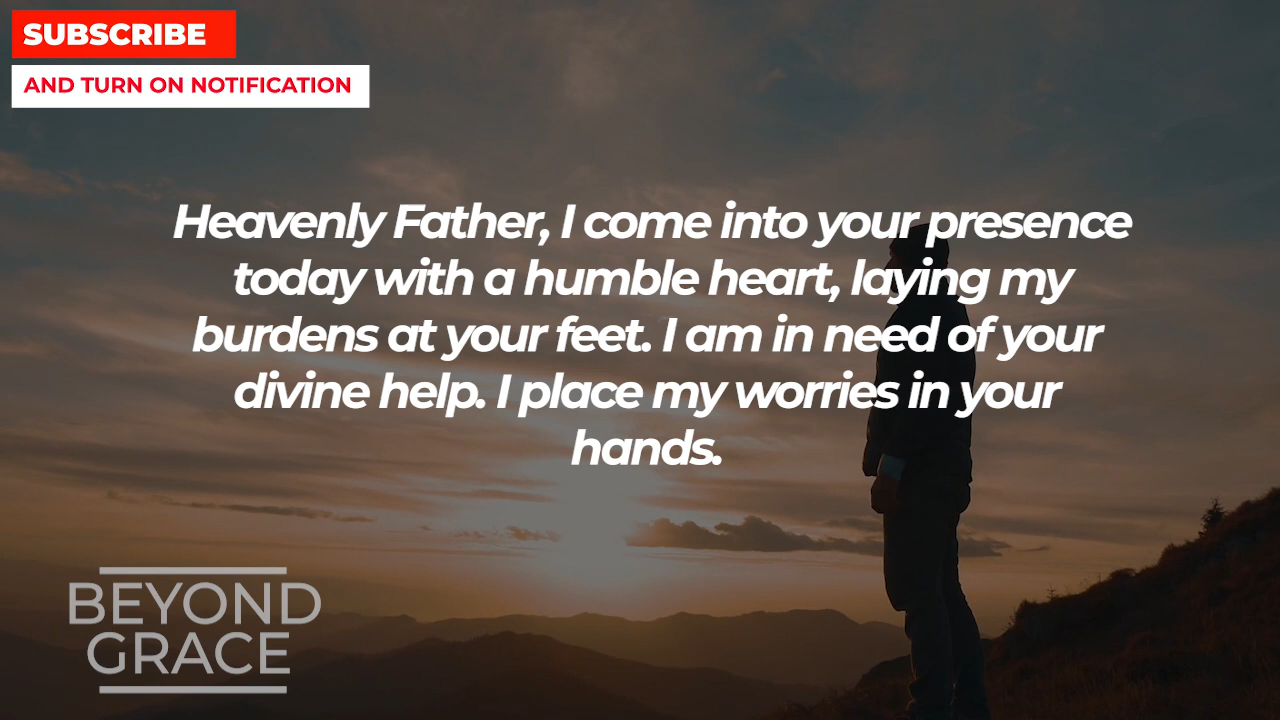 SUBSCRIBE
AND TURN ON NOTIFICATION
Heavenly Father, I come into your presence
today with a humble heart, laying my
burdens at your feet. I am in need of your
divine help. I place my worries in your
hands.
BEYOND
GRACE